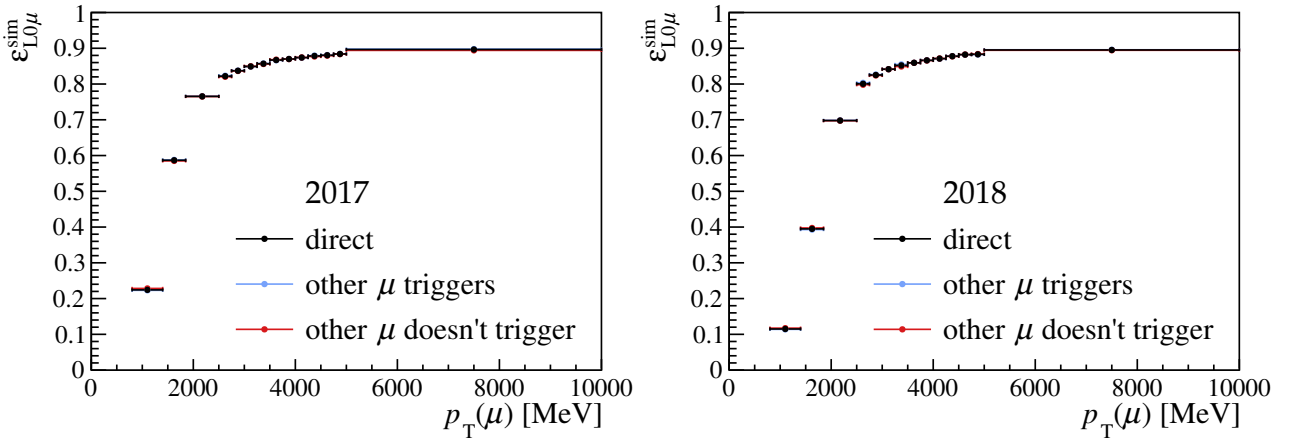 ε^sim_L0μ
1
0.9
0.8
0.7
0.6
0.5
0.4
0.3
0.2
0.1
0
2017
direct
other μ triggers
other μ doesn't trigger
0 2000 4000 6000 8000 10000
p_T(μ) [MeV]
ε^sim_L0μ
1
0.9
0.8
0.7
0.6
0.5
0.4
0.3
0.2
0.1
0
2018
direct
other μ triggers
other μ doesn't trigger
0 2000 4000 6000 8000 10000
p_T(μ) [MeV]